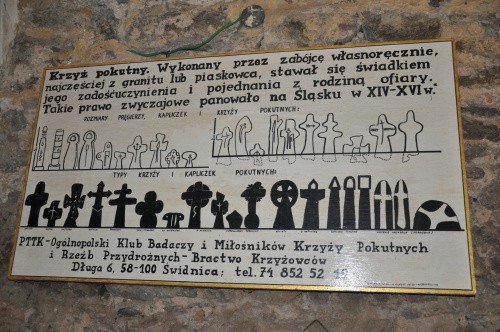 Krzyż pokutny. Wykonany przez zabójcę własnoręcznie,
najczęściej z granitu lub piaskowca, stawał się świadkiem
jego zadośćuczynienia i pojednania z rodziną ofiary.
Takie prawo zwyczajowe panowało na Śląsku w XIV-XVI w.
ROZMIARY PRĘGIERZY, KAPLICZEK I KRZYŻY POKUTNYCH:
TYPY KRZYŻY I KAPLICZEK POKUTNYCH:
PTTK-Ogólnopolski Klub Badaczy i Miłośników Krzyży Pokutnych
i Rzeźb Przydrożnych-Bractwo Krzyżowców
Długa 6, 58-100 Świdnica; tel. 74 852 52